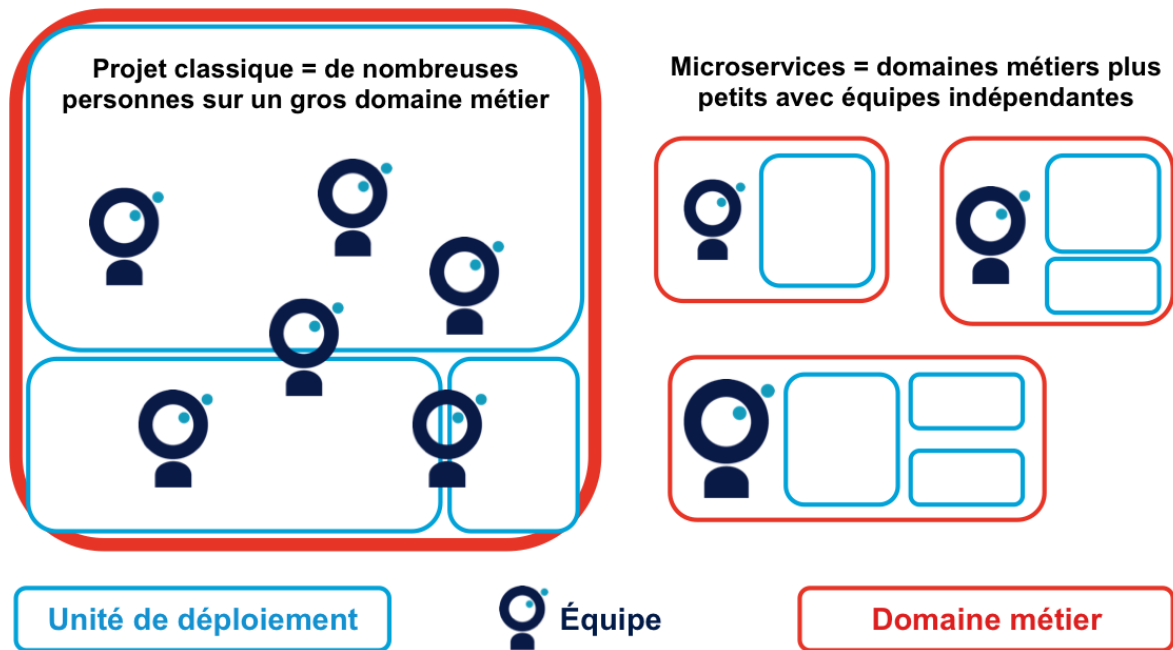 Projet classique = de nombreuses
personnes sur un gros domaine métier
Microservices = domaines métiers plus
petits avec équipes indépendantes
Unité de déploiement
Équipe
Domaine métier